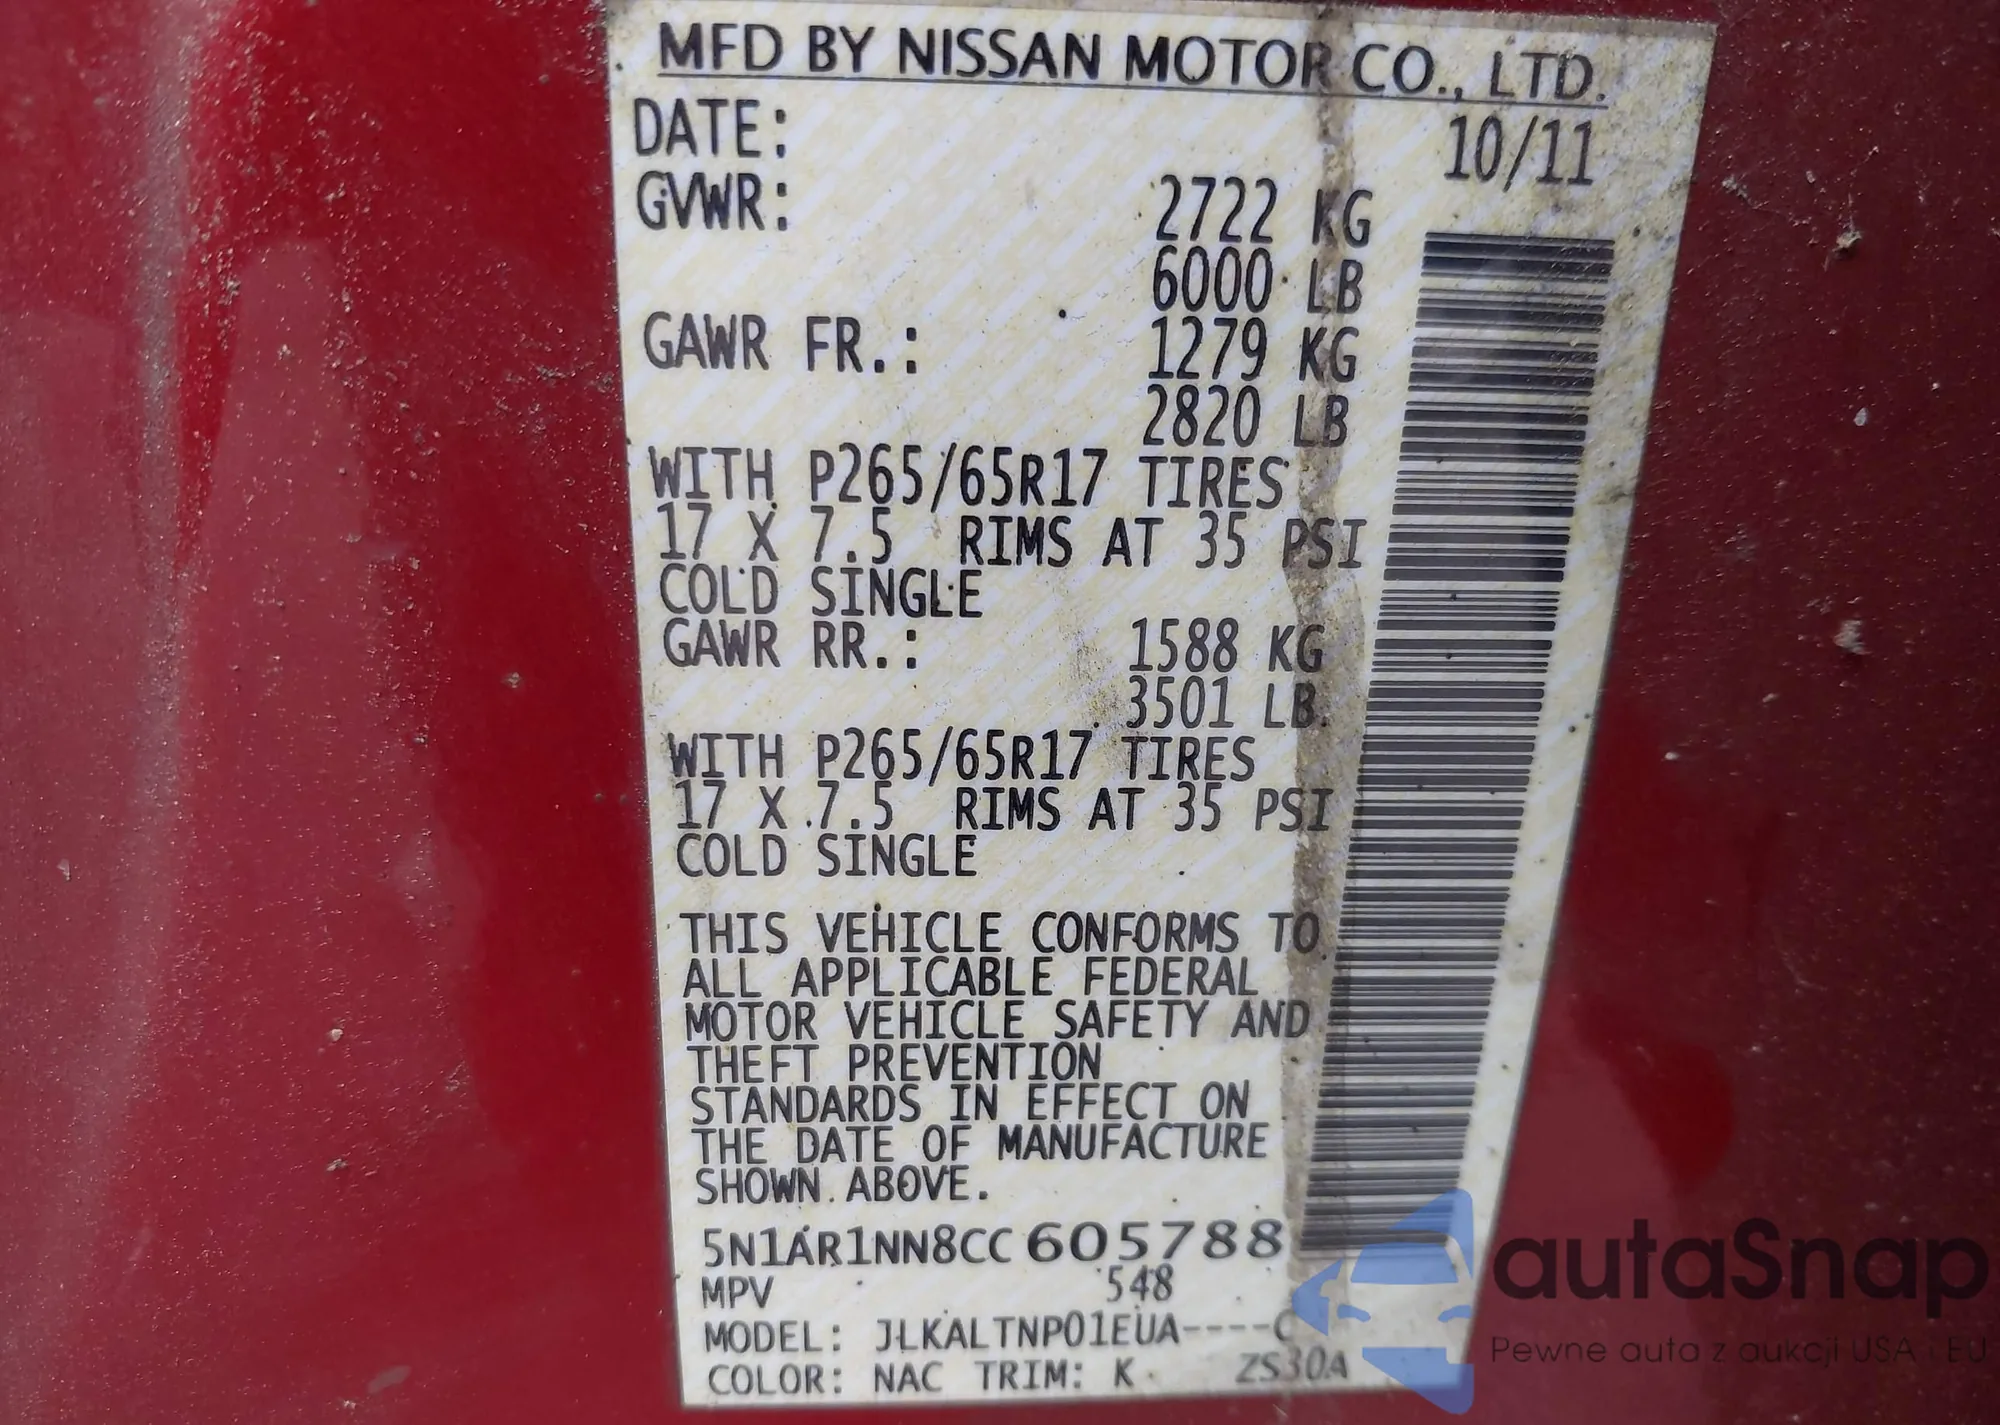 MFD BY NISSAN MOTOR CO., LTD.
DATE: 10/11
GVWR: 2722 KG
6000 LB
GAWR FR.: 1279 KG
2820 LB
WITH P265/65R17 TIRES
17 X 7.5 RIMS AT 35 PSI
COLD SINGLE
GAWR RR.: 1588 KG
3501 LB
WITH P265/65R17 TIRES
17 X 7.5 RIMS AT 35 PSI
COLD SINGLE
THIS VEHICLE CONFORMS TO
ALL APPLICABLE FEDERAL
MOTOR VEHICLE SAFETY AND
THEFT PREVENTION
STANDARDS IN EFFECT ON
THE DATE OF MANUFACTURE
SHOWN ABOVE.
5N1AR1NN8CC605788
MPV 548
MODEL: JLKALTNP01EUA----C
COLOR: NAC TRIM: K ZS30A
autaSnap
Pewne auta z aukcji USA i EU